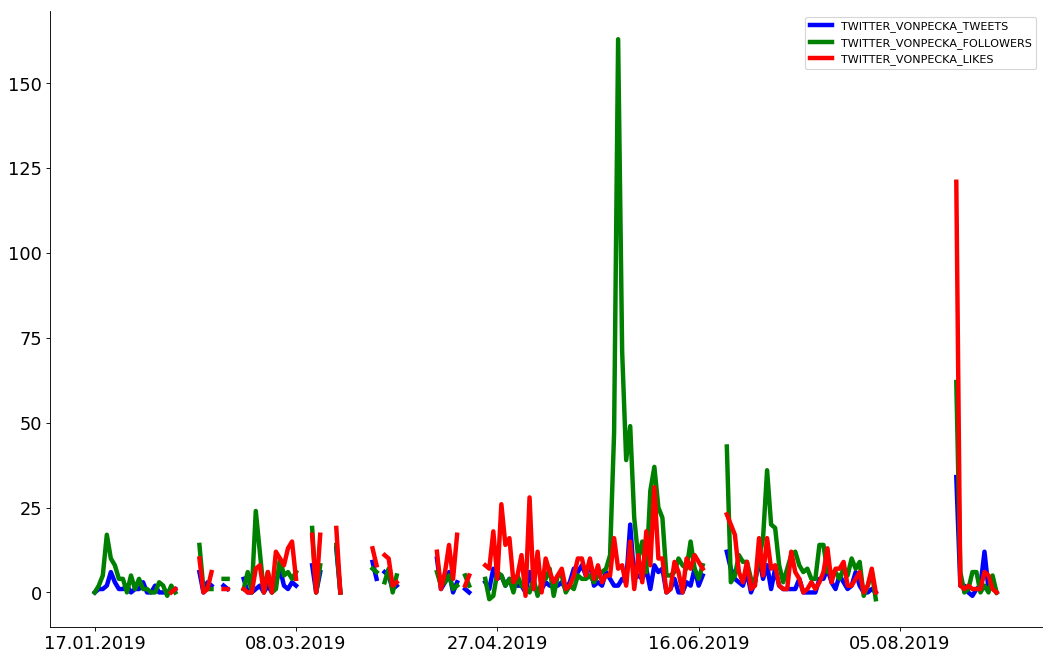 TWITTER_VONPECKA_TWEETS
TWITTER_VONPECKA_FOLLOWERS
TWITTER_VONPECKA_LIKES
150
125
100
75
50
25
0
17.01.2019 08.03.2019 27.04.2019 16.06.2019 05.08.2019